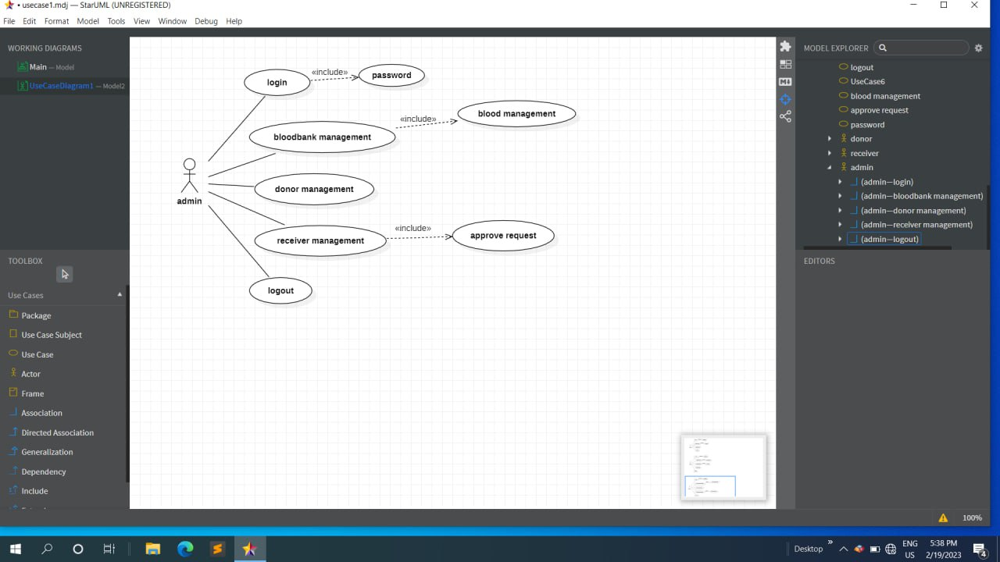 • usecase1.mdj — StarUML (UNREGISTERED)
File Edit Format Model Tools View Window Debug Help
WORKING DIAGRAMS
Main — Model
UseCaseDiagram1 — Model2
TOOLBOX
Use Cases
Package
Use Case Subject
Use Case
Actor
Frame
Association
Directed Association
Generalization
Dependency
Include
login
«include»
password
bloodbank management
«include»
blood management
donor management
admin
receiver management
«include»
approve request
logout
MODEL EXPLORER
logout
UseCase6
blood management
approve request
password
donor
receiver
admin
(admin—login)
(admin—bloodbank management)
(admin—donor management)
(admin—receiver management)
(admin—logout)
EDITORS
100%
Desktop
ENG
US
5:38 PM
2/19/2023
4